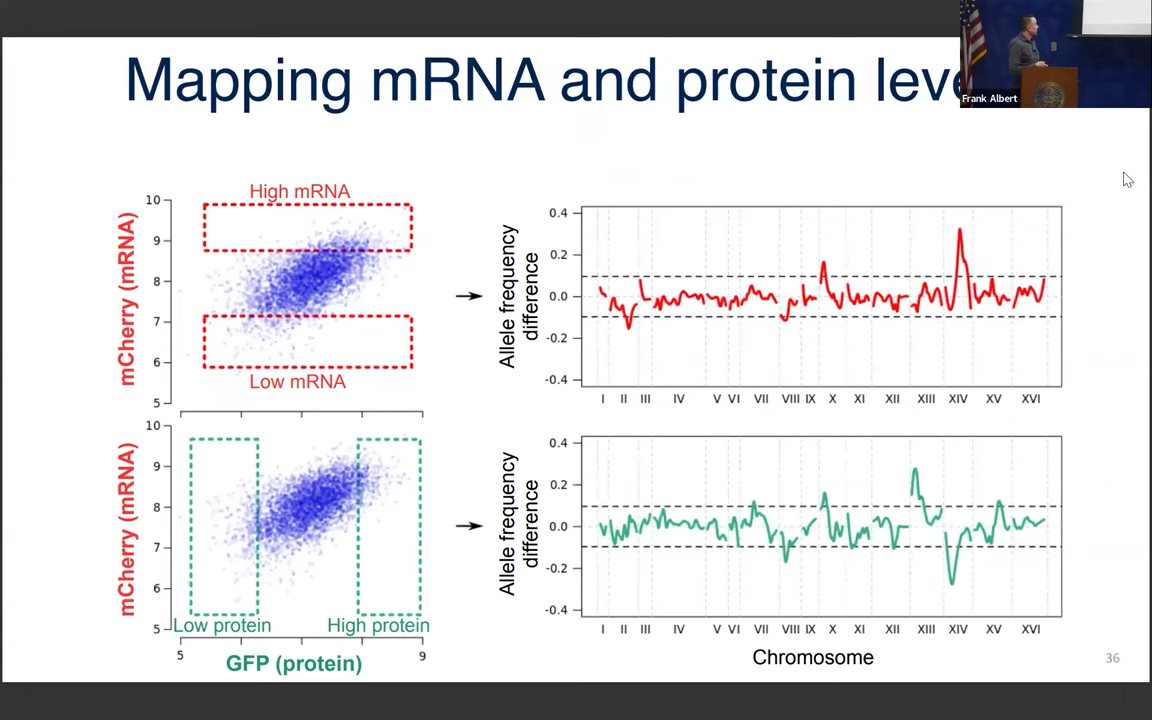 Mapping mRNA and protein leve
Frank Albert
High mRNA
mCherry (mRNA)
10
9
8
7
6
5
Low mRNA
Allele frequency
difference
0.4
0.2
0.0
-0.2
-0.4
I II III IV V VI VII VIII IX X XI XII XIII XIV XV XVI
mCherry (mRNA)
10
9
8
7
6
5
Low protein High protein
5 9
GFP (protein)
Allele frequency
difference
0.4
0.2
0.0
-0.2
-0.4
I II III IV V VI VII VIII IX X XI XII XIII XIV XV XVI
Chromosome
36